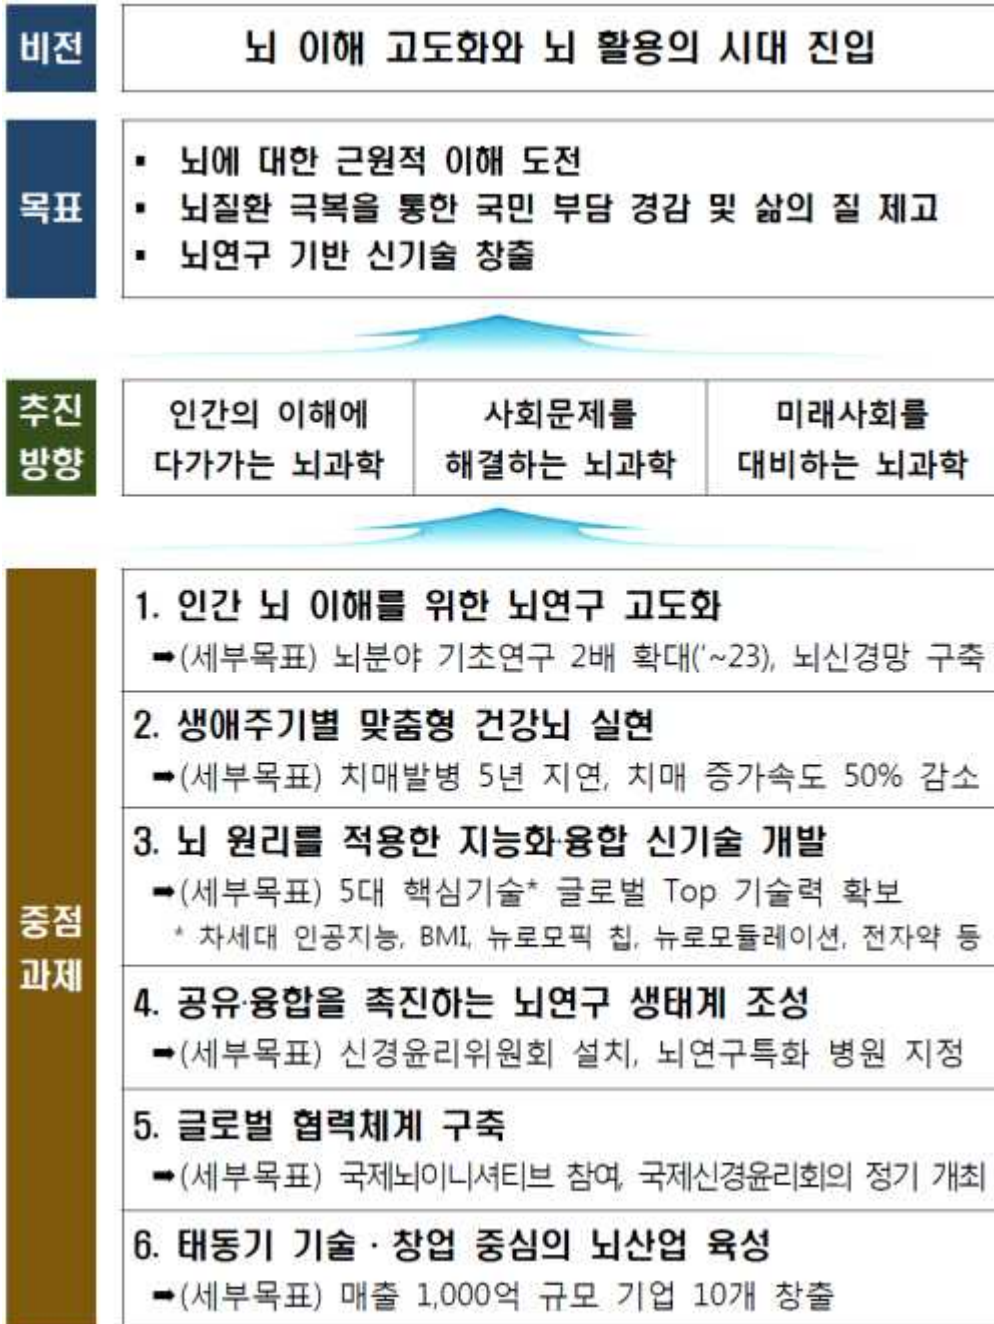 비전
뇌 이해 고도화와 뇌 활용의 시대 진입
목표
▪ 뇌에 대한 근원적 이해 도전
▪ 뇌질환 극복을 통한 국민 부담 경감 및 삶의 질 제고
▪ 뇌연구 기반 신기술 창출
추진
방향
인간의 이해에
다가가는 뇌과학
사회문제를
해결하는 뇌과학
미래사회를
대비하는 뇌과학
중점
과제
1. 인간 뇌 이해를 위한 뇌연구 고도화
➡(세부목표) 뇌분야 기초연구 2배 확대('~23), 뇌신경망 구축
2. 생애주기별 맞춤형 건강뇌 실현
➡(세부목표) 치매발병 5년 지연, 치매 증가속도 50% 감소
3. 뇌 원리를 적용한 지능화·융합 신기술 개발
➡(세부목표) 5대 핵심기술* 글로벌 Top 기술력 확보
* 차세대 인공지능, BMI, 뉴로모픽 칩, 뉴로모듈레이션, 전자약 등
4. 공유·융합을 촉진하는 뇌연구 생태계 조성
➡(세부목표) 신경윤리위원회 설치, 뇌연구특화 병원 지정
5. 글로벌 협력체계 구축
➡(세부목표) 국제뇌이니셔티브 참여, 국제신경윤리회의 정기 개최
6. 태동기 기술 · 창업 중심의 뇌산업 육성
➡(세부목표) 매출 1,000억 규모 기업 10개 창출